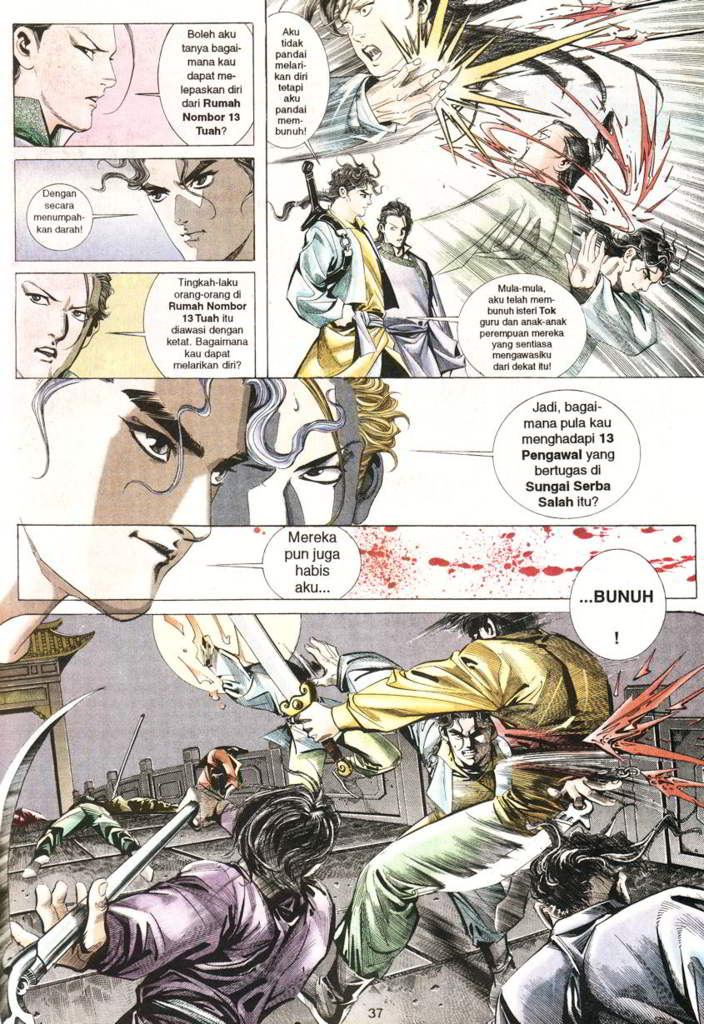 Boleh aku
tanya bagai-
mana kau
dapat me-
lepaskan diri
dari Rumah
Nombor 13
Tuah?
Dengan
secara
menumpah-
kan darah!
Tingkah-laku
orang-orang di
Rumah Nombor
13 Tuah itu
diawasi dengan
ketat. Bagaimana
kau dapat
melarikan diri?
Aku
tidak
pandai
melari-
kan diri
tetapi
aku
pandai
mem-
bunuh!
Mula-mula,
aku telah mem-
bunuh isteri Tok
guru dan anak-anak
perempuan mereka
yang sentiasa
mengawasiku
dari dekat itu!
Jadi, bagai-
mana pula kau
menghadapi 13
Pengawal yang
bertugas di
Sungai Serba
Salah itu?
Mereka
pun juga
habis
aku...
...BUNUH
!
37